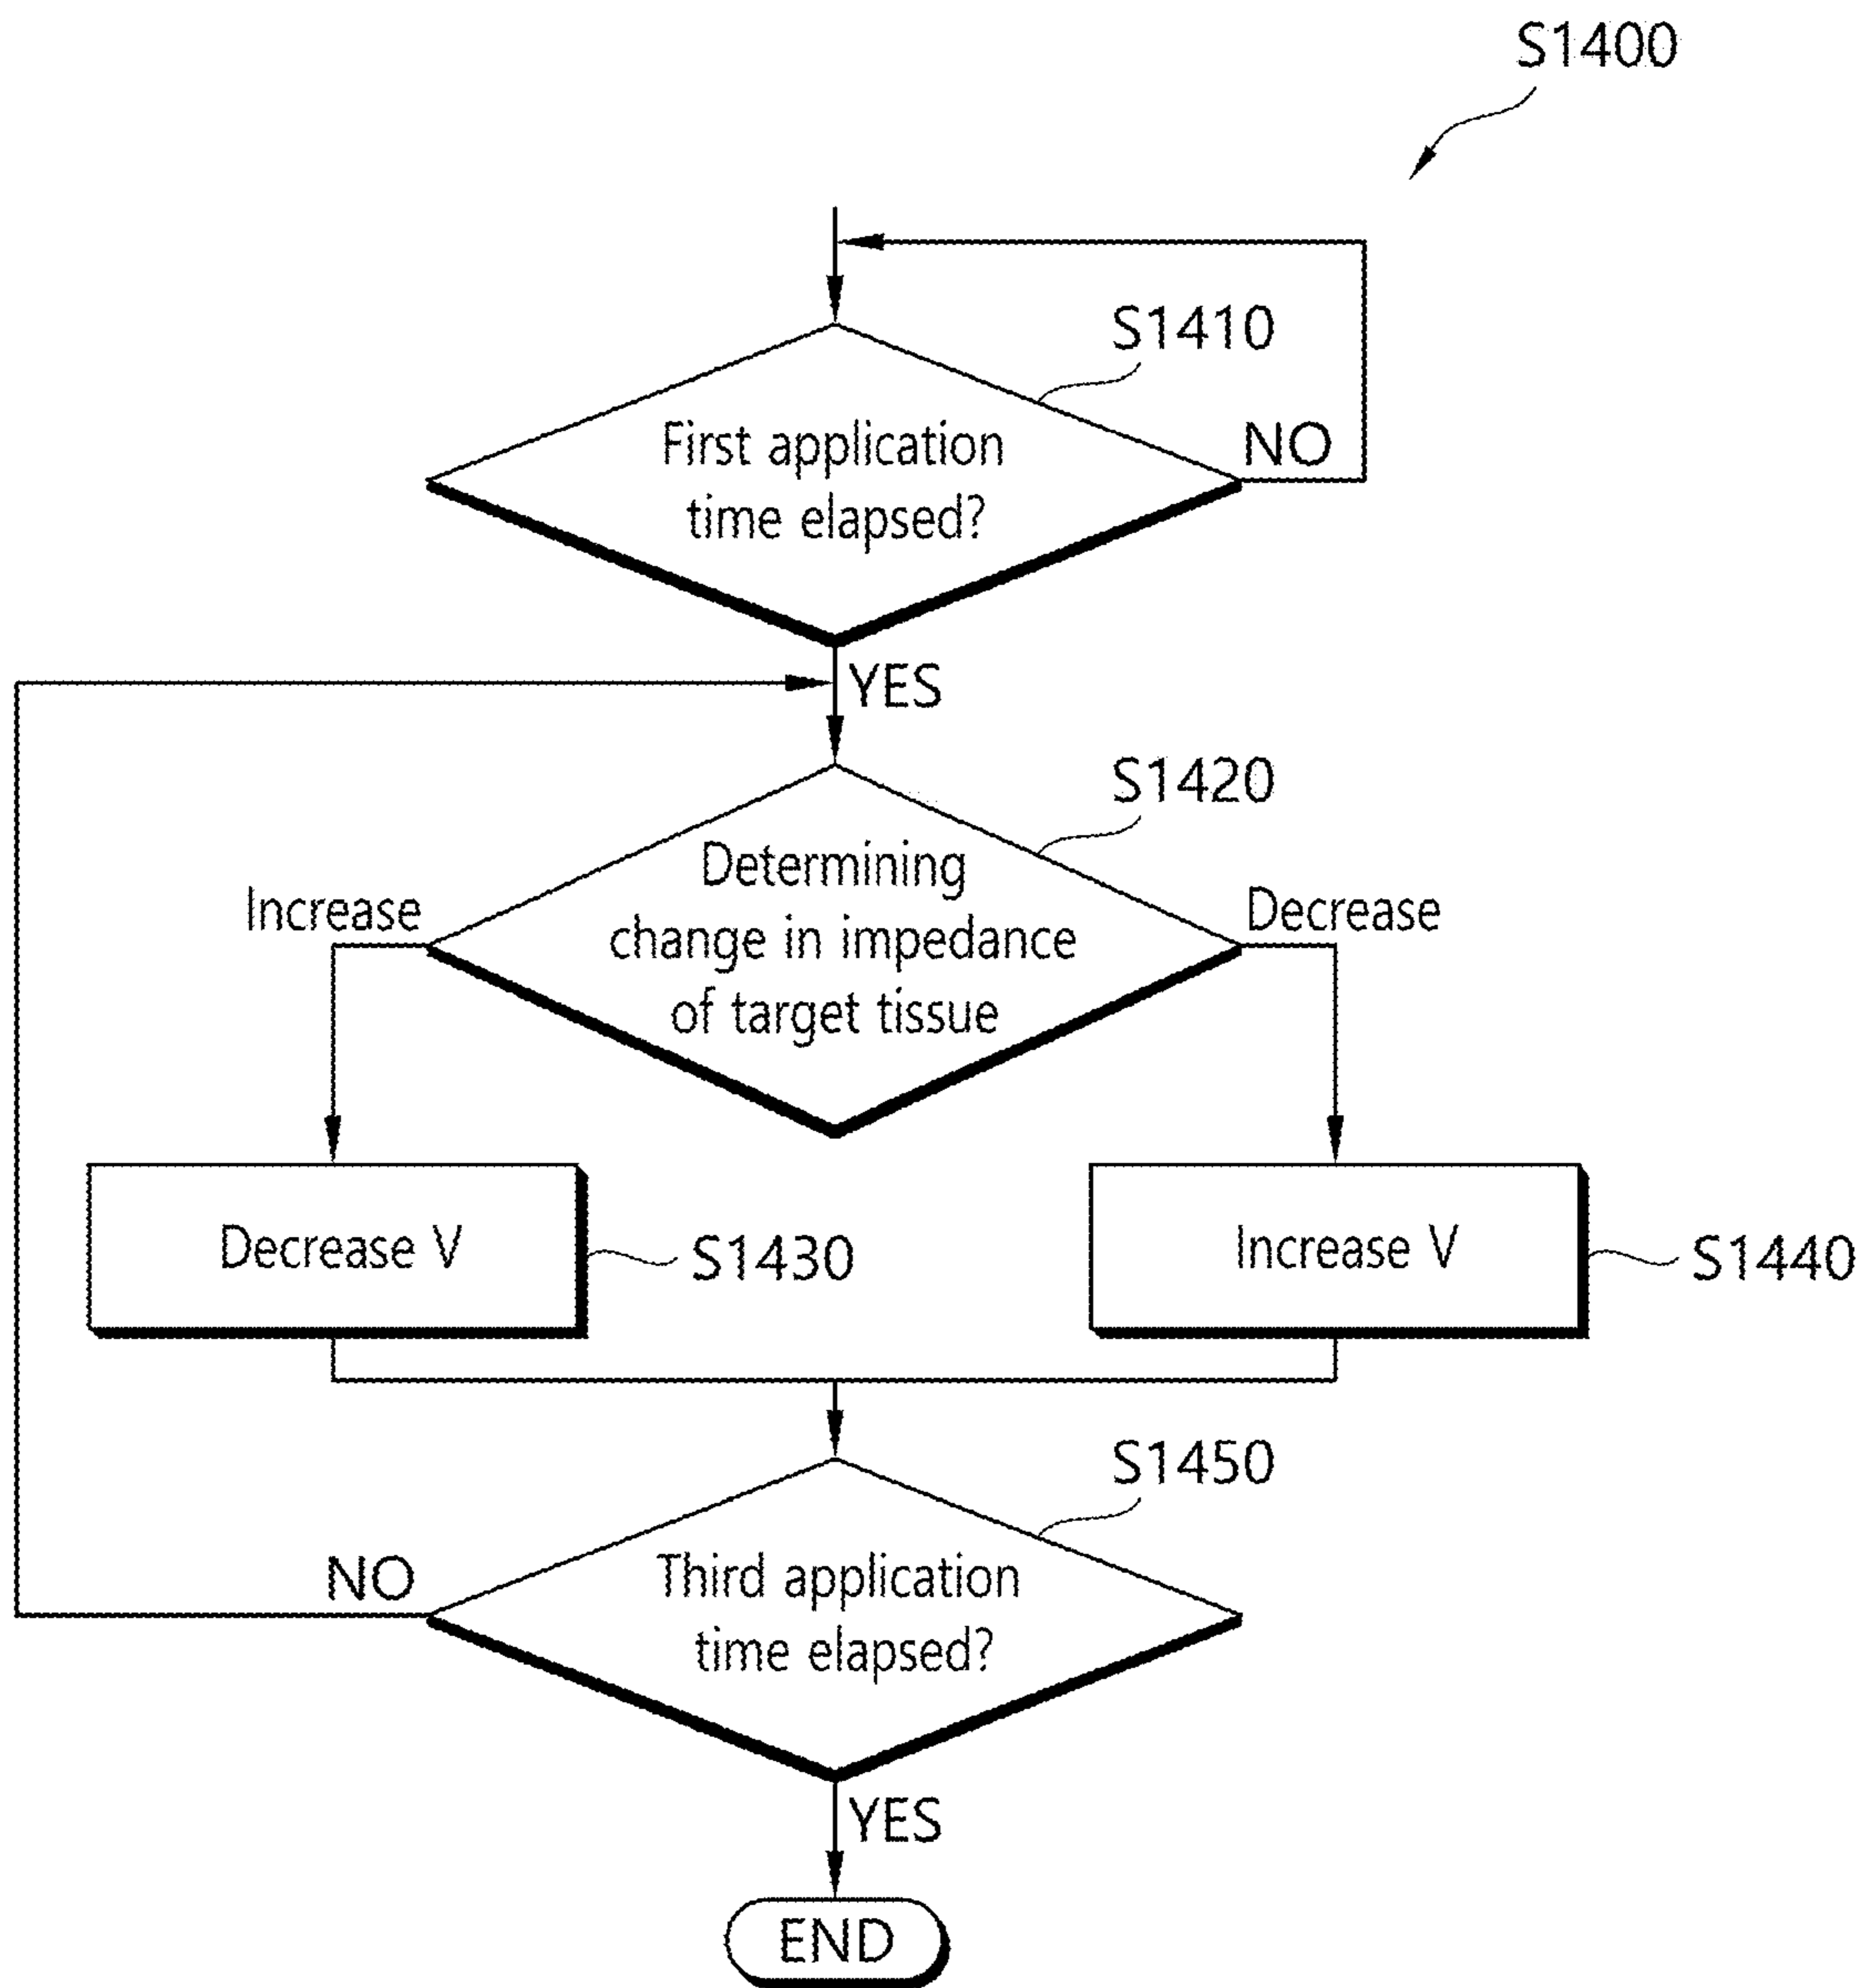 S1400
S1410
First application
time elapsed?
NO
YES
S1420
Determining
change in impedance
of target tissue
Increase
Decrease
Decrease V
S1430
Increase V
S1440
S1450
Third application
time elapsed?
NO
YES
END